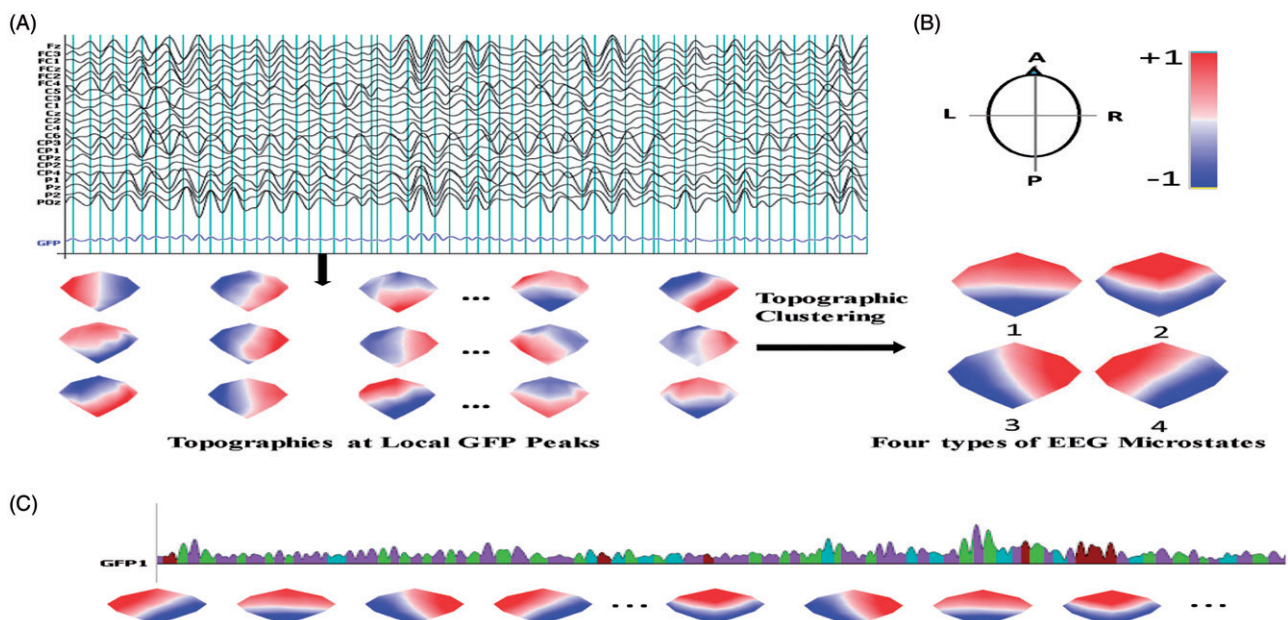 (A)
Fz
FC3
FC1
FCz
FC2
FC4
C5
C3
C1
Cz
C2
C4
C6
CP3
CP1
CPz
CP2
CP4
P1
Pz
P2
POz
GFP
...
...
...
Topographies at Local GFP Peaks
Topographic
Clustering
(B)
A
L
R
P
+1
-1
1
2
3
4
Four types of EEG Microstates
(C)
GFP1
...
...